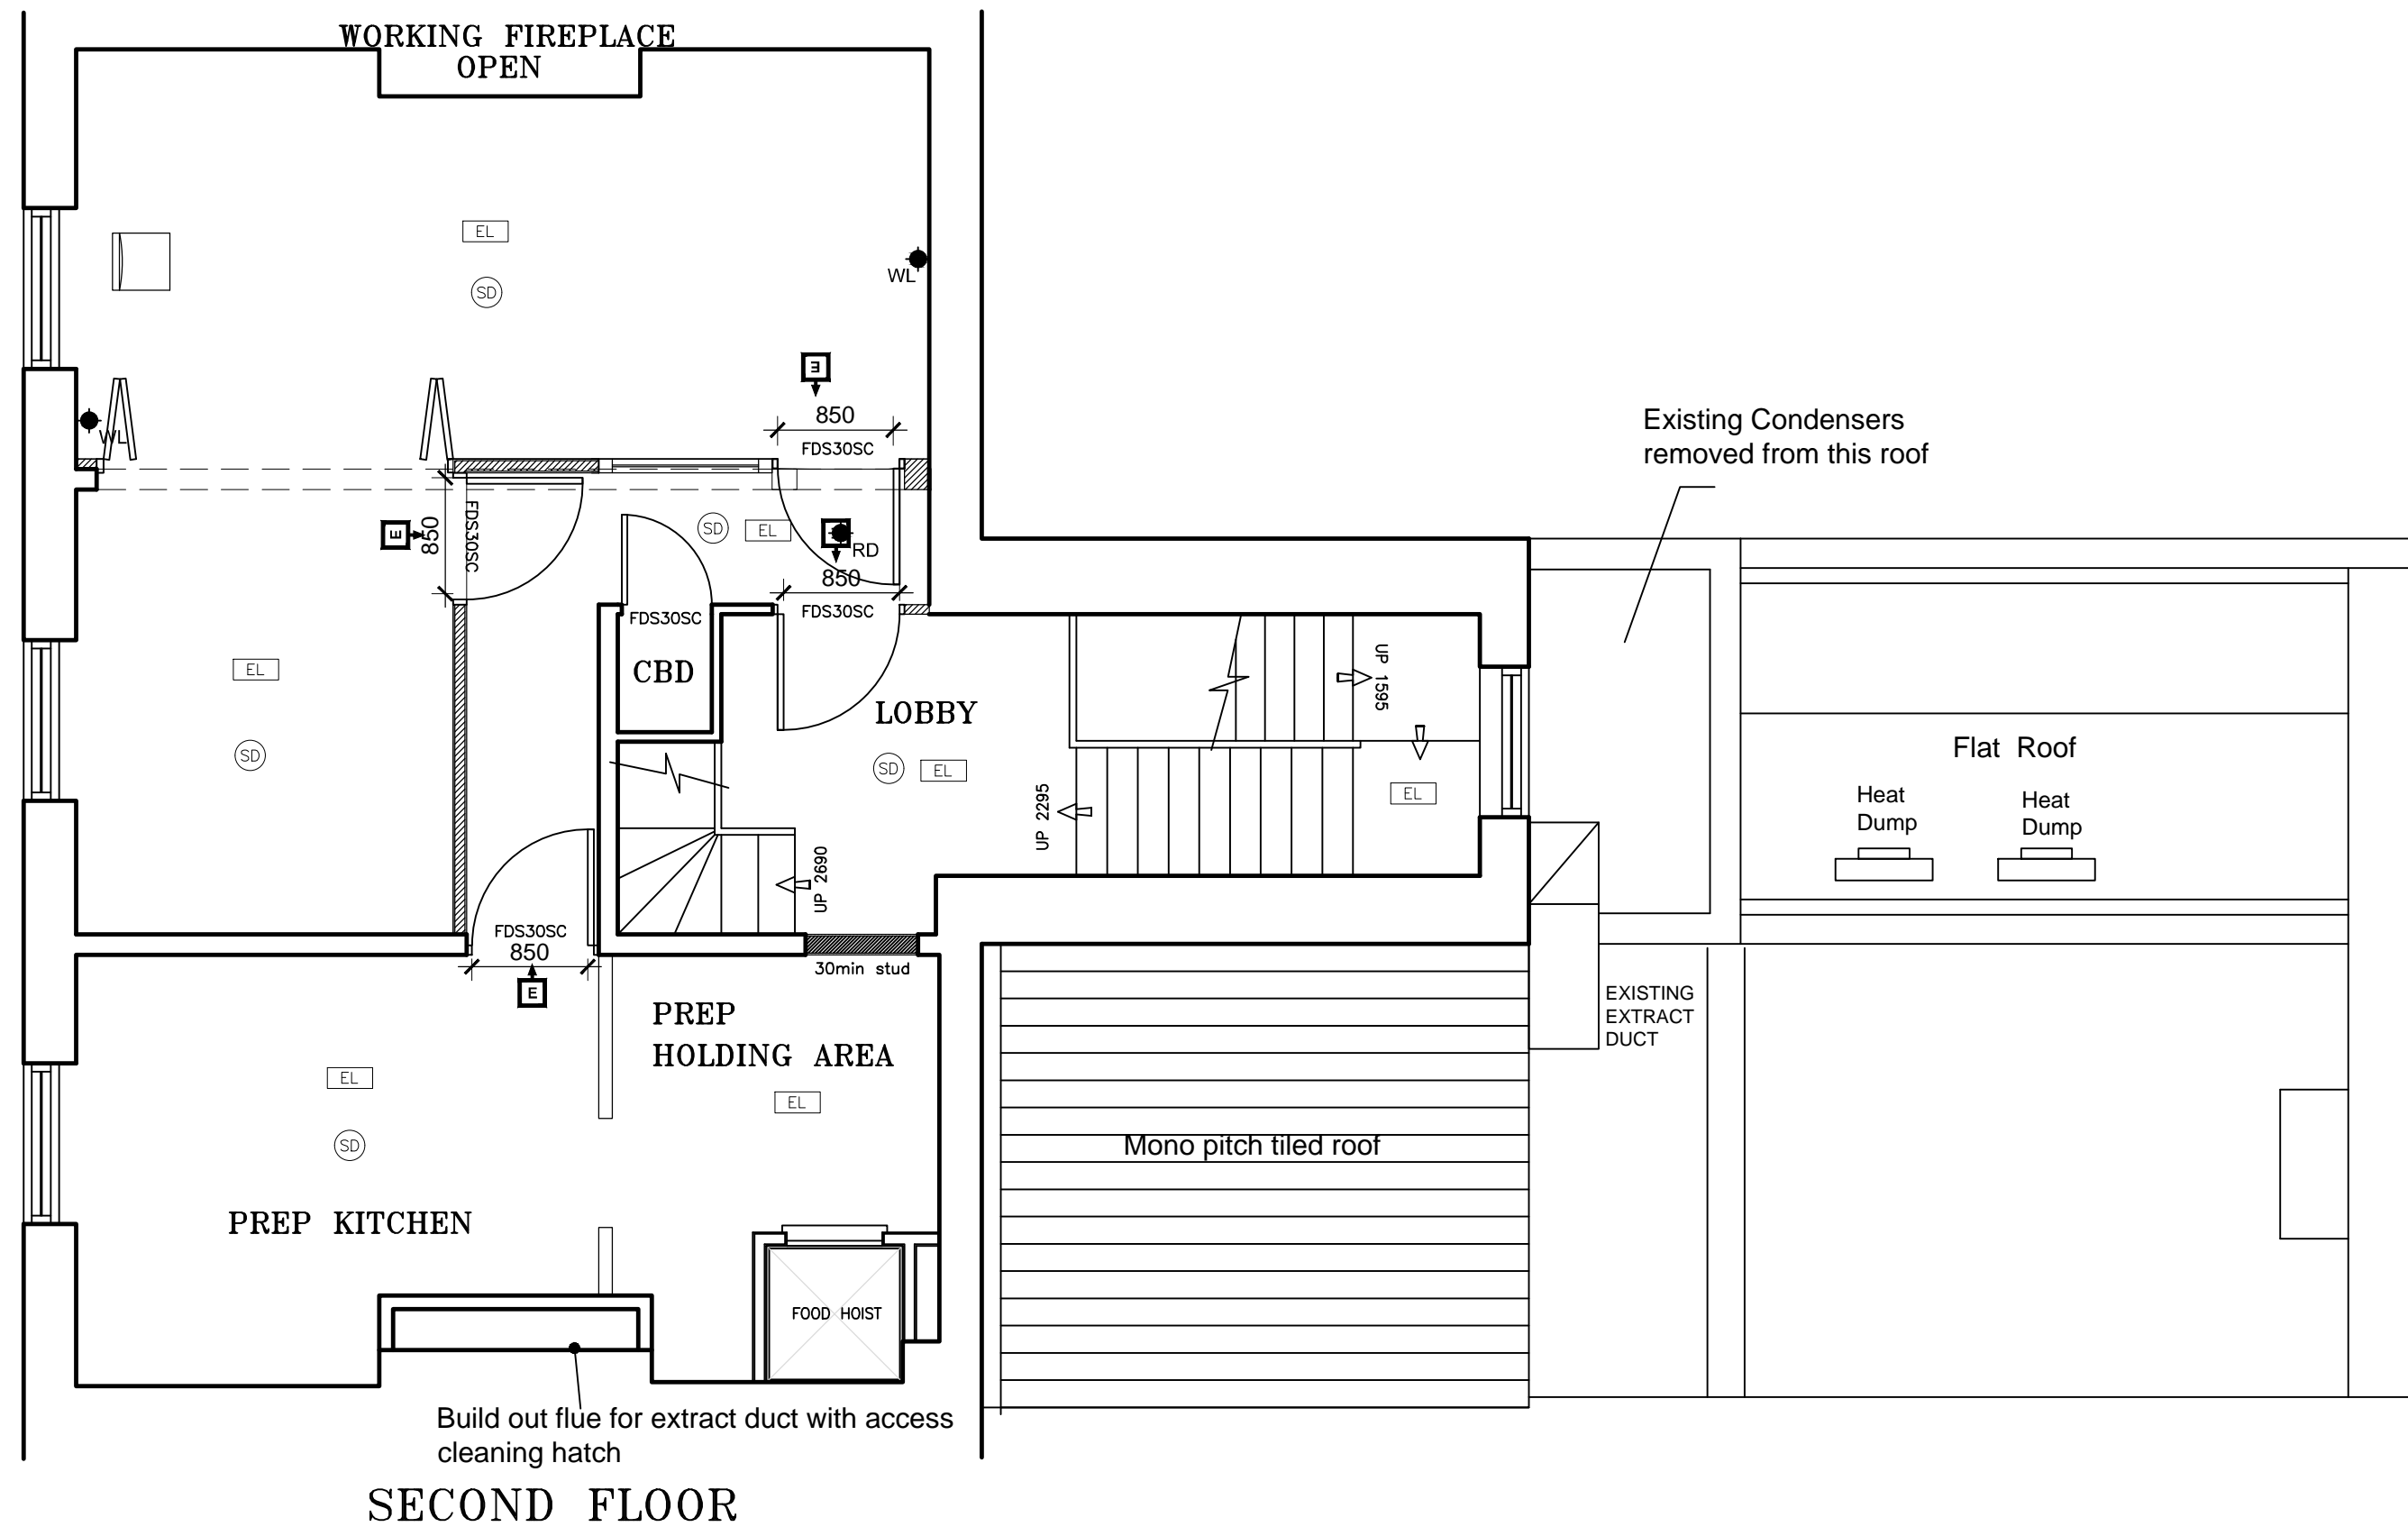 WORKING FIREPLACE
OPEN
EL
SD
WL
E
850
FDS30SC
WL
Existing Condensers
removed from this roof
E
850
FDS30SC
SD
EL
RD
850
FDS30SC
FDS30SC
CBD
EL
SD
LOBBY
SD
EL
UP 1595
UP 2295
EL
UP 2690
Flat Roof
Heat
Dump
Heat
Dump
FDS30SC
850
E
30min stud
PREP
HOLDING AREA
EL
EL
SD
PREP KITCHEN
EXISTING
EXTRACT
DUCT
Mono pitch tiled roof
FOOD HOIST
Build out flue for extract duct with access
cleaning hatch
SECOND FLOOR